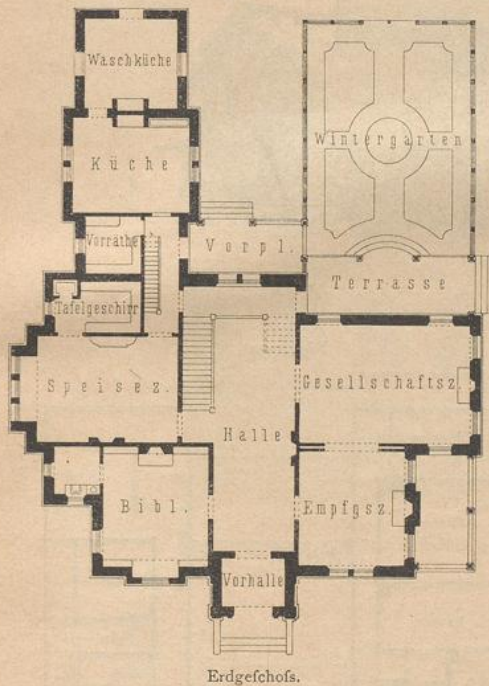 Waschküche
Küche
Wintergarten
Vorräthe
Vorpl.
Terrasse
Tafelgeschirr
Speisez.
Gesellschaftsz.
Halle
Bibl.
Empfgsz.
Vorhalle
Erdgeſchoſs.